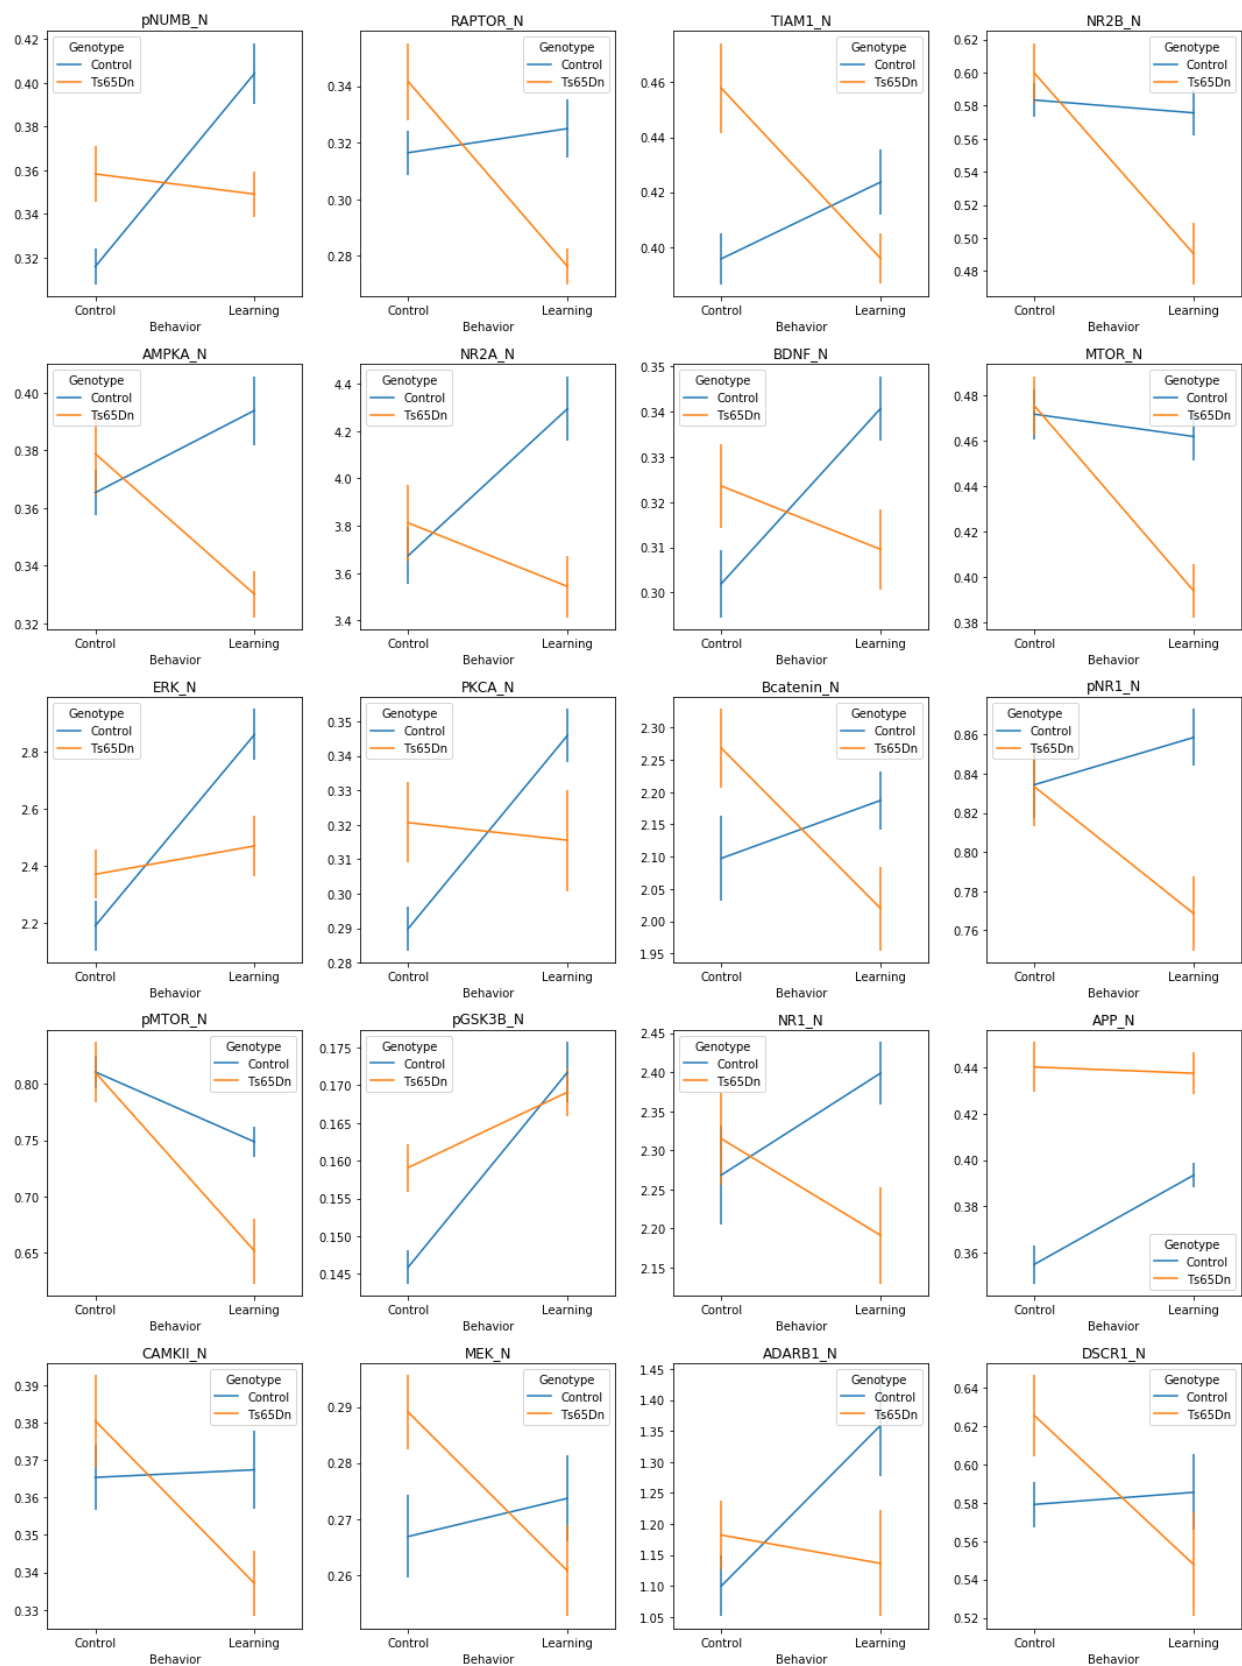 pNUMB_N
0.42
0.40
0.38
0.36
0.34
0.32
Genotype
Control
Ts65Dn
Control Learning
Behavior
RAPTOR_N
0.34
0.32
0.30
0.28
Genotype
Control
Ts65Dn
Control Learning
Behavior
TIAM1_N
0.46
0.44
0.42
0.40
Genotype
Control
Ts65Dn
Control Learning
Behavior
NR2B_N
0.62
0.60
0.58
0.56
0.54
0.52
0.50
0.48
Genotype
Control
Ts65Dn
Control Learning
Behavior
AMPKA_N
0.40
0.38
0.36
0.34
0.32
Genotype
Control
Ts65Dn
Control Learning
Behavior
NR2A_N
4.4
4.2
4.0
3.8
3.6
3.4
Genotype
Control
Ts65Dn
Control Learning
Behavior
BDNF_N
0.35
0.34
0.33
0.32
0.31
0.30
Genotype
Control
Ts65Dn
Control Learning
Behavior
MTOR_N
0.48
0.46
0.44
0.42
0.40
0.38
Genotype
Control
Ts65Dn
Control Learning
Behavior
ERK_N
2.8
2.6
2.4
2.2
Genotype
Control
Ts65Dn
Control Learning
Behavior
PKCA_N
0.35
0.34
0.33
0.32
0.31
0.30
0.29
0.28
Genotype
Control
Ts65Dn
Control Learning
Behavior
Bcatenin_N
2.30
2.25
2.20
2.15
2.10
2.05
2.00
1.95
Genotype
Control
Ts65Dn
Control Learning
Behavior
pNR1_N
0.86
0.84
0.82
0.80
0.78
0.76
Genotype
Control
Ts65Dn
Control Learning
Behavior
pMTOR_N
0.80
0.75
0.70
0.65
Genotype
Control
Ts65Dn
Control Learning
Behavior
pGSK3B_N
0.175
0.170
0.165
0.160
0.155
0.150
0.145
Genotype
Control
Ts65Dn
Control Learning
Behavior
NR1_N
2.45
2.40
2.35
2.30
2.25
2.20
2.15
Genotype
Control
Ts65Dn
Control Learning
Behavior
APP_N
0.44
0.42
0.40
0.38
0.36
Genotype
Control
Ts65Dn
Control Learning
Behavior
CAMKII_N
0.39
0.38
0.37
0.36
0.35
0.34
0.33
Genotype
Control
Ts65Dn
Control Learning
Behavior
MEK_N
0.29
0.28
0.27
0.26
Genotype
Control
Ts65Dn
Control Learning
Behavior
ADARB1_N
1.45
1.40
1.35
1.30
1.25
1.20
1.15
1.10
1.05
Genotype
Control
Ts65Dn
Control Learning
Behavior
DSCR1_N
0.64
0.62
0.60
0.58
0.56
0.54
0.52
Genotype
Control
Ts65Dn
Control Learning
Behavior